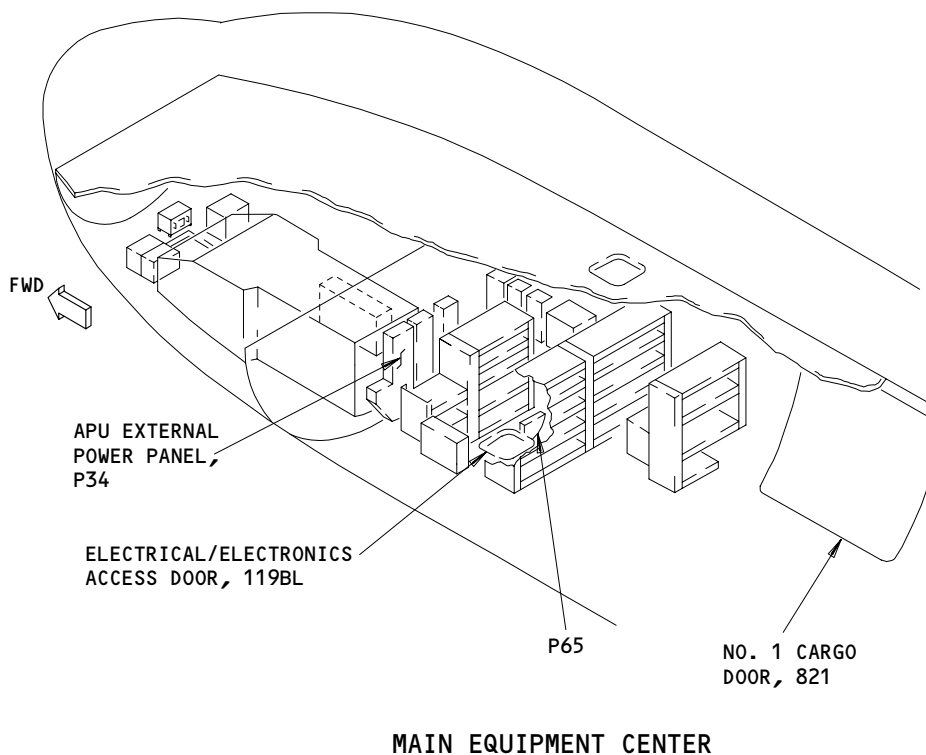 FWD
APU EXTERNAL
POWER PANEL,
P34
ELECTRICAL/ELECTRONICS
ACCESS DOOR, 119BL
P65
NO. 1 CARGO
DOOR, 821
MAIN EQUIPMENT CENTER